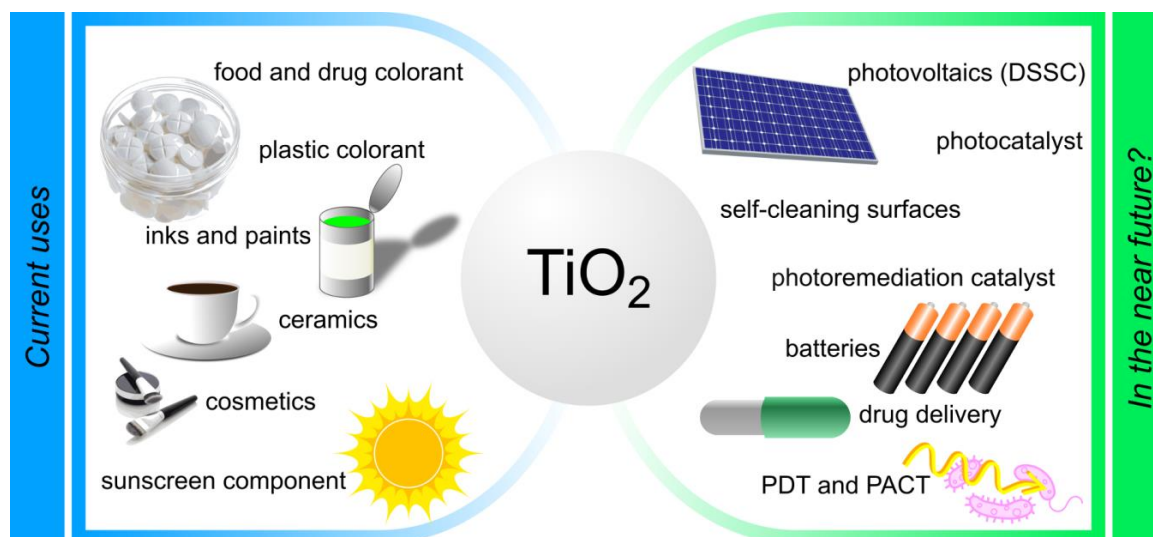 Current uses
food and drug colorant
plastic colorant
inks and paints
ceramics
cosmetics
sunscreen component
TiO₂
photovoltaics (DSSC)
photocatalyst
self-cleaning surfaces
photoremediation catalyst
batteries
drug delivery
PDT and PACT
In the near future?